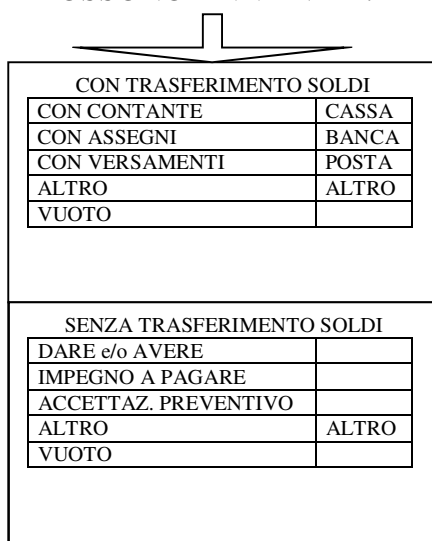 CON TRASFERIMENTO SOLDI
CON CONTANTE CASSA
CON ASSEGNI BANCA
CON VERSAMENTI POSTA
ALTRO ALTRO
VUOTO
SENZA TRASFERIMENTO SOLDI
DARE e/o AVERE
IMPEGNO A PAGARE
ACCETTAZ. PREVENTIVO
ALTRO ALTRO
VUOTO